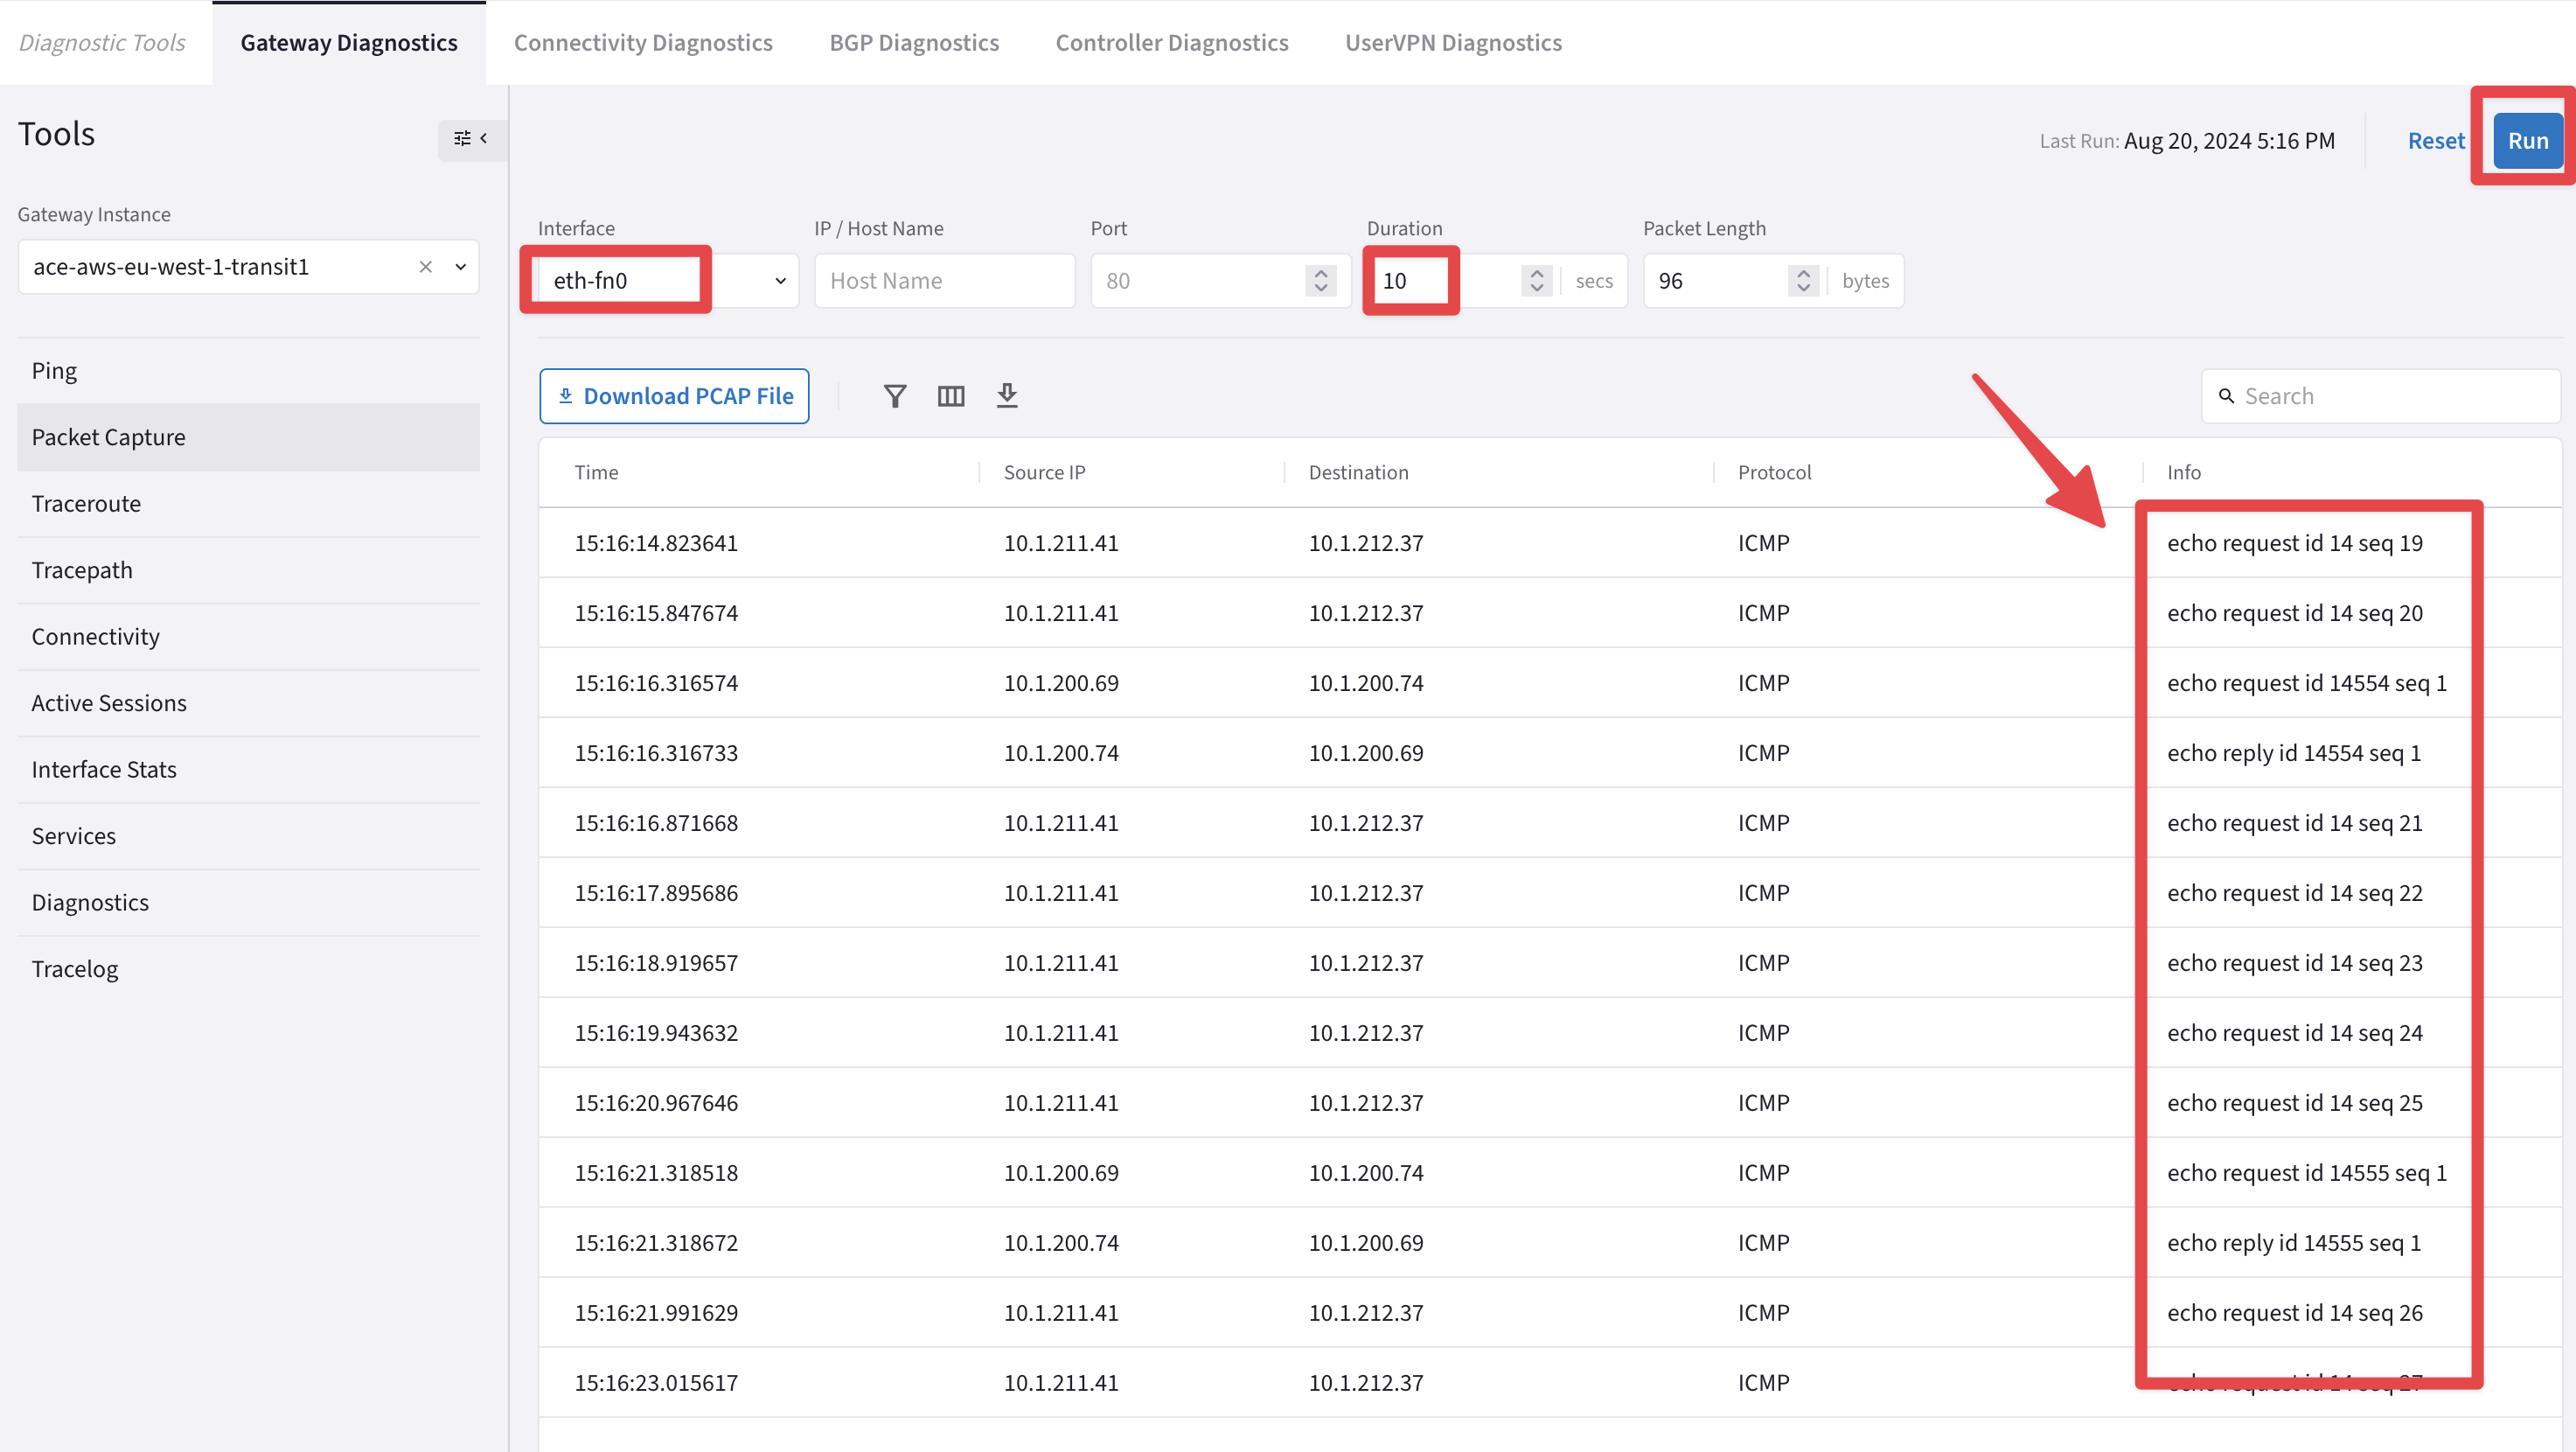 Diagnostic Tools Gateway Diagnostics Connectivity Diagnostics BGP Diagnostics Controller Diagnostics UserVPN Diagnostics
Tools
Last Run: Aug 20, 2024 5:16 PM Reset Run
Gateway Instance
ace-aws-eu-west-1-transit1
Ping
Packet Capture
Traceroute
Tracepath
Connectivity
Active Sessions
Interface Stats
Services
Diagnostics
Tracelog
Interface IP / Host Name Port Duration Packet Length
eth-fn0 Host Name 80 10 secs 96 bytes
Download PCAP File Search
Time Source IP Destination Protocol Info
15:16:14.823641 10.1.211.41 10.1.212.37 ICMP echo request id 14 seq 19
15:16:15.847674 10.1.211.41 10.1.212.37 ICMP echo request id 14 seq 20
15:16:16.316574 10.1.200.69 10.1.200.74 ICMP echo request id 14554 seq 1
15:16:16.316733 10.1.200.74 10.1.200.69 ICMP echo reply id 14554 seq 1
15:16:16.871668 10.1.211.41 10.1.212.37 ICMP echo request id 14 seq 21
15:16:17.895686 10.1.211.41 10.1.212.37 ICMP echo request id 14 seq 22
15:16:18.919657 10.1.211.41 10.1.212.37 ICMP echo request id 14 seq 23
15:16:19.943632 10.1.211.41 10.1.212.37 ICMP echo request id 14 seq 24
15:16:20.967646 10.1.211.41 10.1.212.37 ICMP echo request id 14 seq 25
15:16:21.318518 10.1.200.69 10.1.200.74 ICMP echo request id 14555 seq 1
15:16:21.318672 10.1.200.74 10.1.200.69 ICMP echo reply id 14555 seq 1
15:16:21.991629 10.1.211.41 10.1.212.37 ICMP echo request id 14 seq 26
15:16:23.015617 10.1.211.41 10.1.212.37 ICMP echo request id 14 seq 27